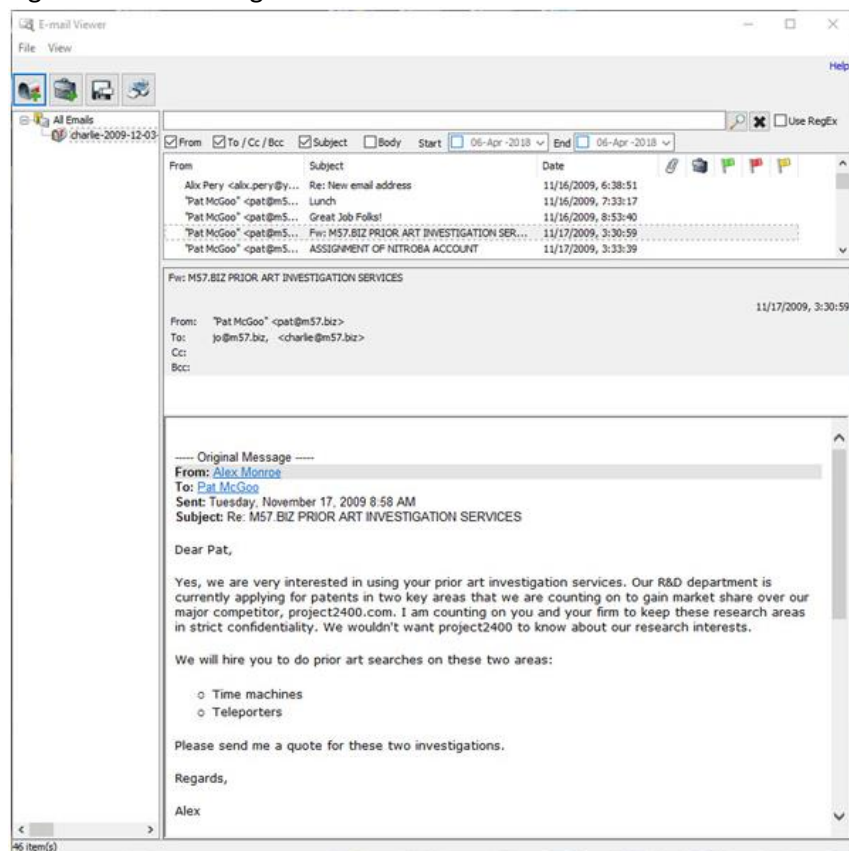 E-mail Viewer
File View
Help
All Emails
charlie-2009-12-03-
Use RegEx
From To / Cc / Bcc Subject Body Start 06-Apr-2018 End 06-Apr-2018
From Subject Date
Alix Pery <alix.pery@y... Re: New email address 11/16/2009, 6:38:51
"Pat McGoo" <pat@m5... Lunch 11/16/2009, 7:33:17
"Pat McGoo" <pat@m5... Great Job Folks! 11/16/2009, 8:53:40
"Pat McGoo" <pat@m5... Fw: M57.BIZ PRIOR ART INVESTIGATION SER... 11/17/2009, 3:30:59
"Pat McGoo" <pat@m5... ASSIGNMENT OF NITROBA ACCOUNT 11/17/2009, 3:33:39
Fw: M57.BIZ PRIOR ART INVESTIGATION SERVICES
11/17/2009, 3:30:59
From: "Pat McGoo" <pat@m57.biz>
To: jo@m57.biz, <charlie@m57.biz>
Cc:
Bcc:
----- Original Message -----
From: Alex Monroe
To: Pat McGoo
Sent: Tuesday, November 17, 2009 8:58 AM
Subject: Re: M57.BIZ PRIOR ART INVESTIGATION SERVICES
Dear Pat,
Yes, we are very interested in using your prior art investigation services. Our R&D department is
currently applying for patents in two key areas that we are counting on to gain market share over our
major competitor, project2400.com. I am counting on you and your firm to keep these research areas
in strict confidentiality. We wouldn't want project2400 to know about our research interests.
We will hire you to do prior art searches on these two areas:
o Time machines
o Teleporters
Please send me a quote for these two investigations.
Regards,
Alex
46 item(s)